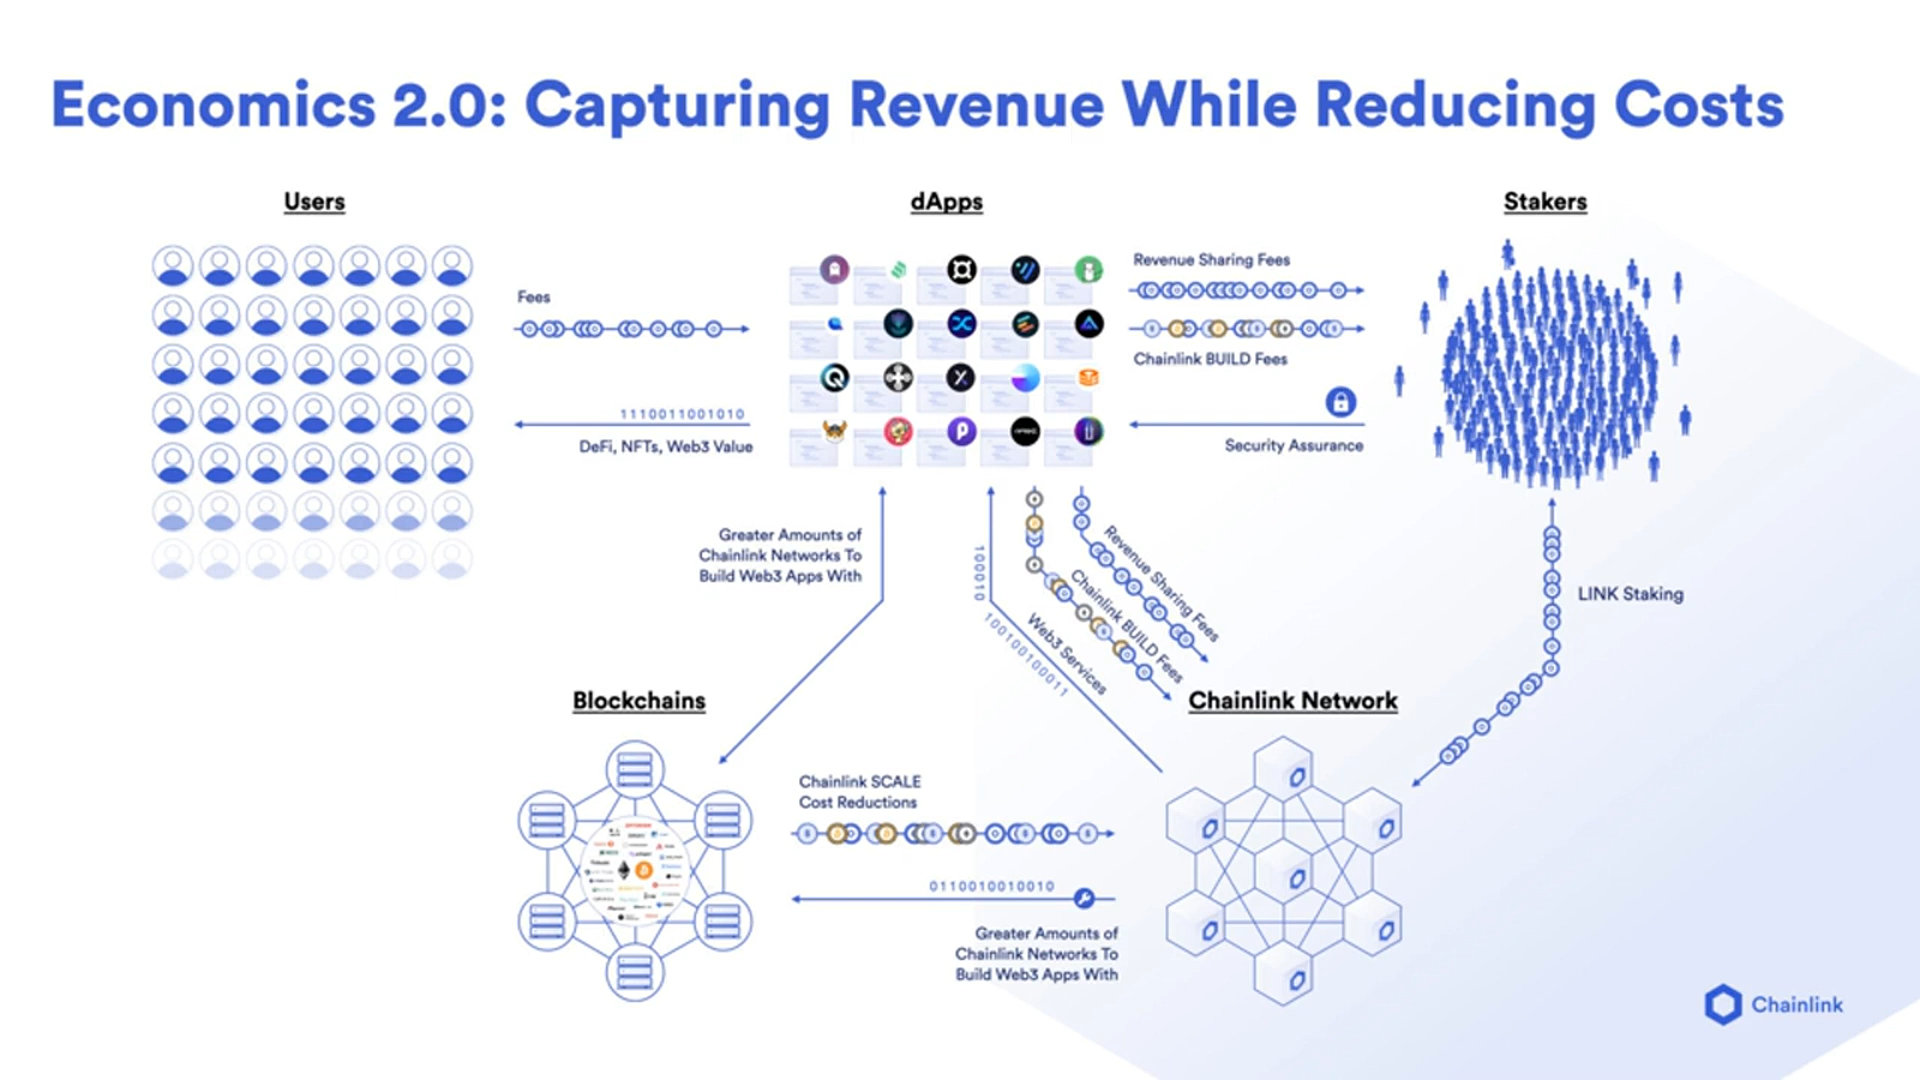 Economics 2.0: Capturing Revenue While Reducing Costs
Users
dApps
Stakers
Fees
1110011001010
DeFi, NFTs, Web3 Value
Revenue Sharing Fees
Chainlink BUILD Fees
Security Assurance
Greater Amounts of
Chainlink Networks To
Build Web3 Apps With
100010
100100100011
Web3 Services
Chainlink BUILD Fees
Revenue Sharing Fees
LINK Staking
Blockchains
Chainlink Network
Chainlink SCALE
Cost Reductions
0110010010010
Greater Amounts of
Chainlink Networks To
Build Web3 Apps With
Chainlink